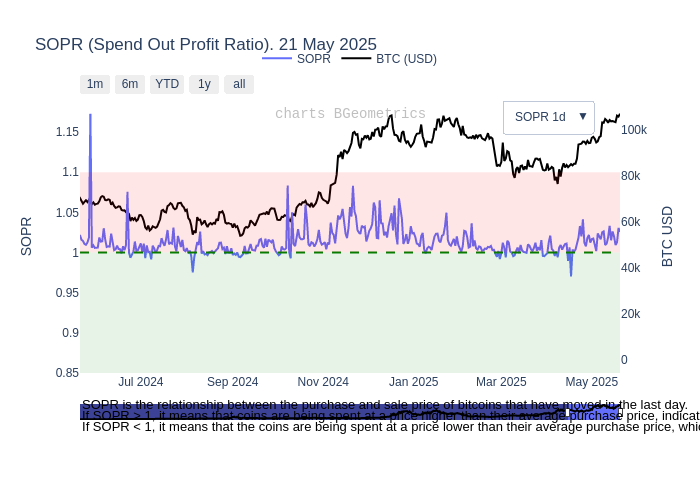 SOPR (Spend Out Profit Ratio). 21 May 2025
SOPR
BTC (USD)
1m
6m
YTD
1y
all
charts BGeometrics
SOPR 1d
▼
1.15
1.1
1.05
1
0.95
0.9
0.85
SOPR
100k
80k
60k
40k
20k
0
BTC USD
Jul 2024
Sep 2024
Nov 2024
Jan 2025
Mar 2025
May 2025
SOPR is the relationship between the purchase and sale price of bitcoins that have moved in the last day.
If SOPR > 1, it means that coins are being spent at a price higher than their average purchase price, indicat
If SOPR < 1, it means that the coins are being spent at a price lower than their average purchase price, whic